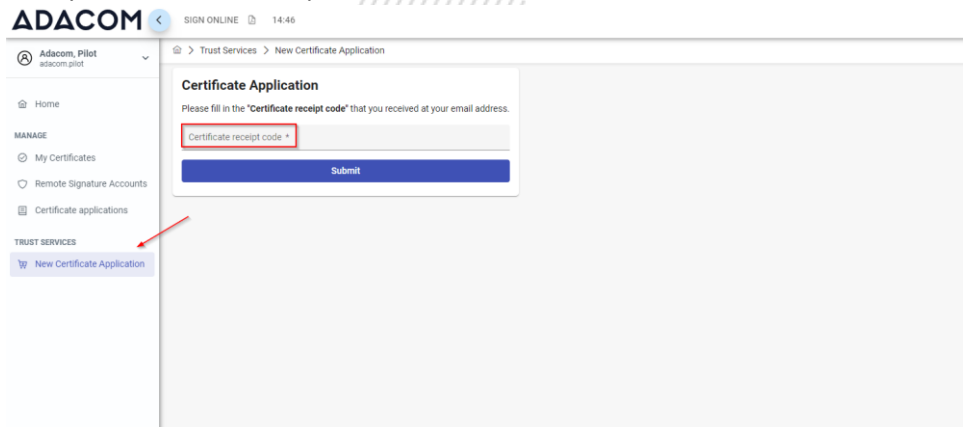 ADACOM
SIGN ONLINE 14:46
Adacom, Pilot
adacom.pilot
Trust Services > New Certificate Application
Home
MANAGE
My Certificates
Remote Signature Accounts
Certificate applications
TRUST SERVICES
New Certificate Application
Certificate Application
Please fill in the "Certificate receipt code" that you received at your email address.
Certificate receipt code *
Submit